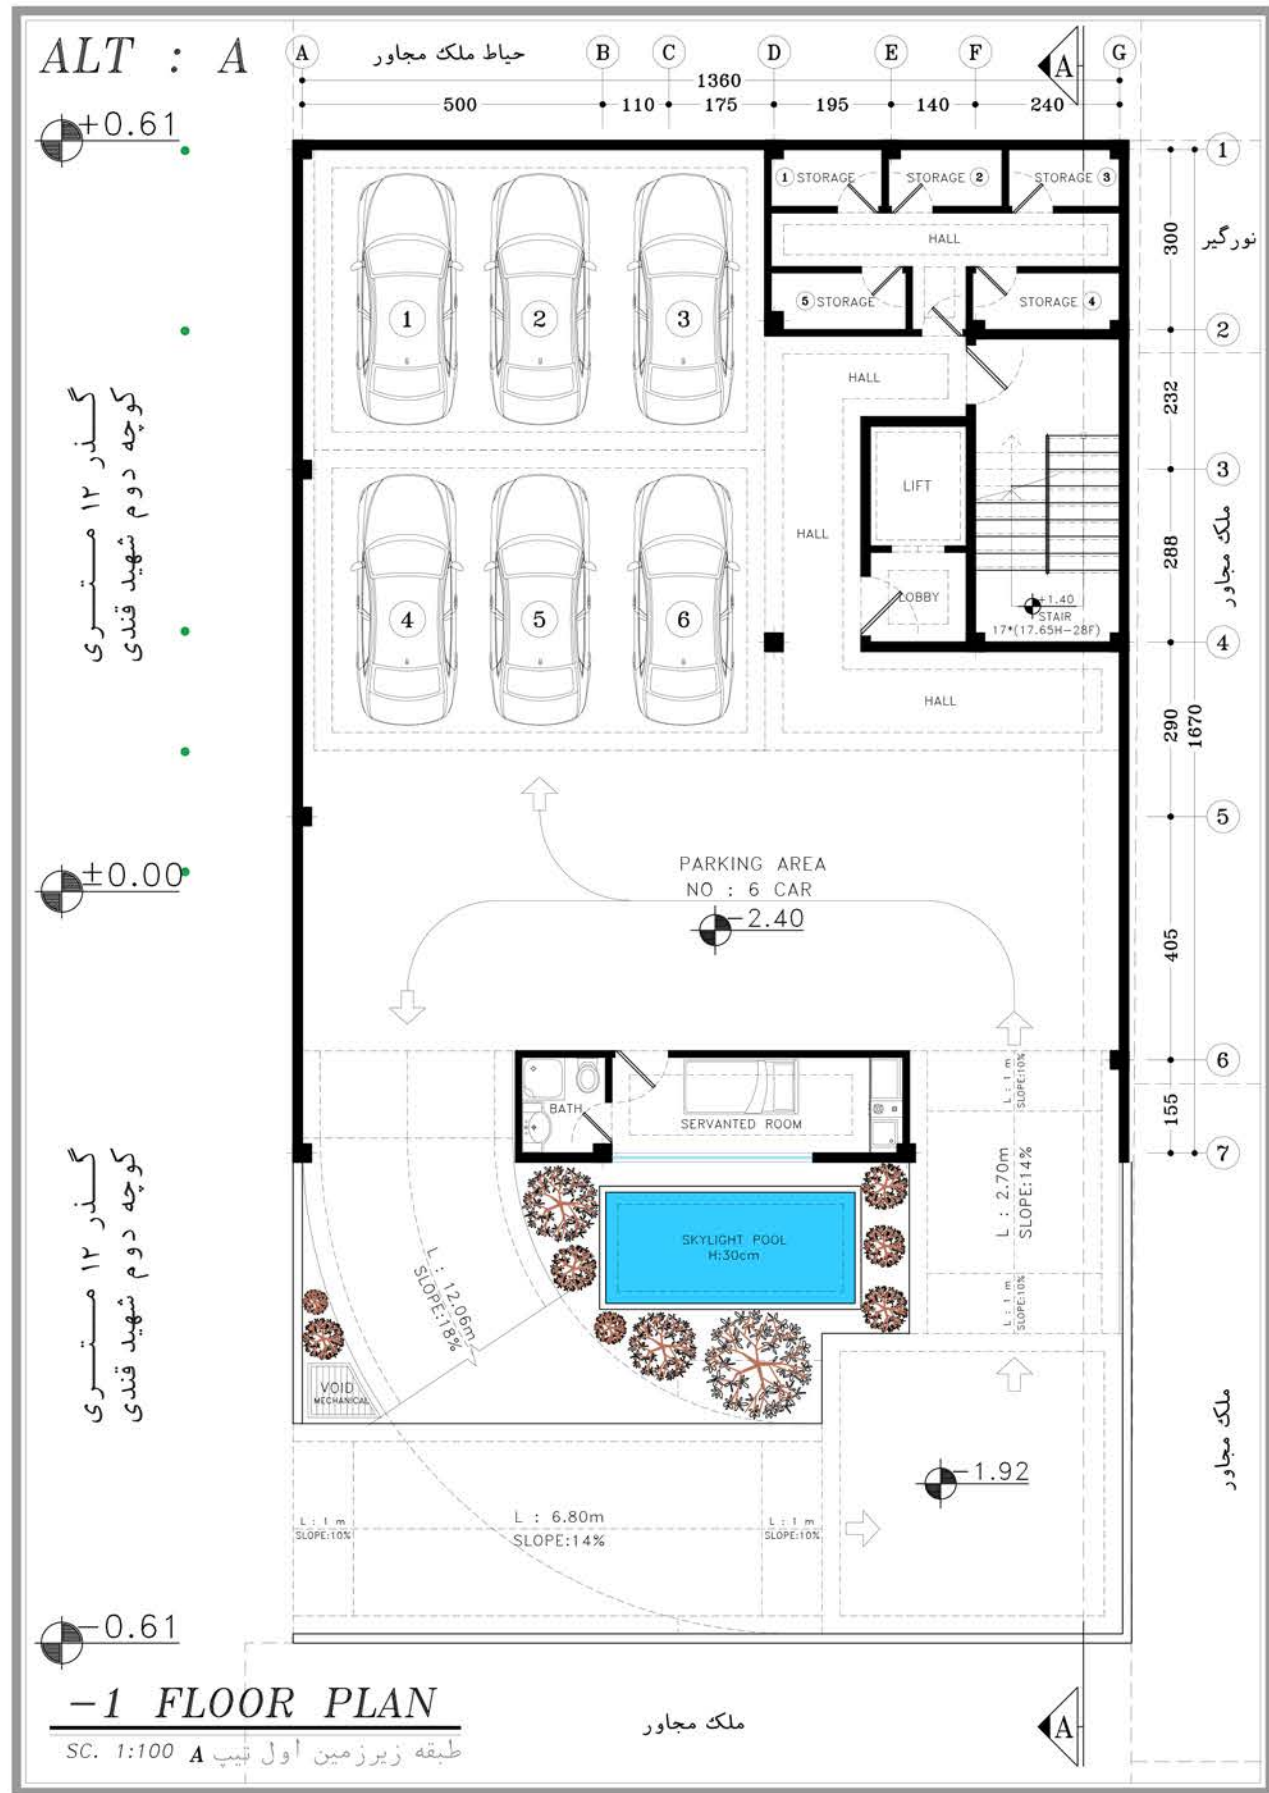 ALT : A
A
حیاط ملک مجاور
B
C
D
E
F
A
G
1360
500
110
175
195
140
240
+0.61
1
1 STORAGE
STORAGE 2
STORAGE 3
HALL
300
نورگیر
5 STORAGE
STORAGE 4
1
2
3
2
HALL
232
گذر ۱۲ متری
کوچه دوم شهید قندی
3
LIFT
ملک مجاور
HALL
288
LOBBY
+1.40
STAIR
17*(17.65H-28F)
4
5
6
4
HALL
290
1670
5
±0.00
PARKING AREA
NO : 6 CAR
-2.40
405
6
L : 1 m
SLOPE:10%
BATH
SERVANTED ROOM
155
7
گذر ۱۲ متری
کوچه دوم شهید قندی
L : 2.70m
SLOPE:14%
SKYLIGHT POOL
H:30cm
L : 12.06m
SLOPE:18%
L : 1 m
SLOPE:10%
VOID
MECHANICAL
ملک مجاور
-1.92
L : 1 m
SLOPE:10%
L : 6.80m
SLOPE:14%
L : 1 m
SLOPE:10%
-0.61
-1 FLOOR PLAN
SC. 1:100
طبقه زیرزمین اول تیپ A
ملک مجاور
A